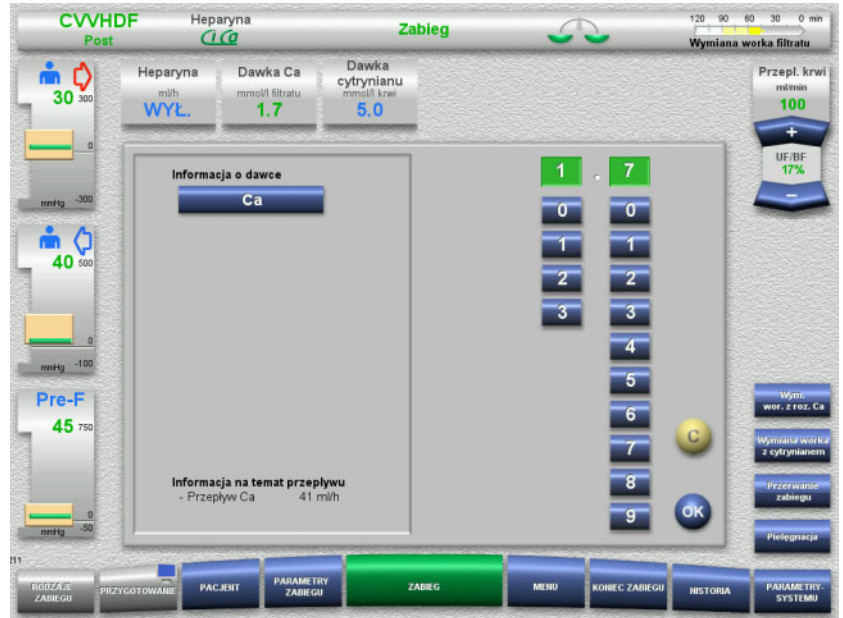 CVVHDF
Post
Heparyna
Ci Ca
Zabieg
120 90 60 30 0 min
Wymiana worka filtratu
30 300
0
mmHg -300
40 500
0
mmHg -100
Pre-F
45 750
0
mmHg -50
Heparyna
ml/h
WYŁ.
Dawka Ca
mmol/l filtratu
1.7
Dawka
cytrynianu
mmol/l krwi
5.0
Przepl. krwi
ml/min
100
+
UF/BF
17%
–
Informacja o dawce
Ca
Informacja na temat przepływu
- Przepływ Ca 41 ml/h
1 . 7
0 0
1 1
2 2
3 3
4
5
6
7
8
9
C
OK
Wym.
wor. z roz. Ca
Wymiana worka
z cytrynianem
Przerwanie
zabiegu
Pielęgnacja
RODZAJE
ZABIEGU
PRZYGOTOWANIE
PACJENT
PARAMETRY
ZABIEGU
ZABIEG
MENU
KONIEC ZABIEGU
HISTORIA
PARAMETRY-
SYSTEMU